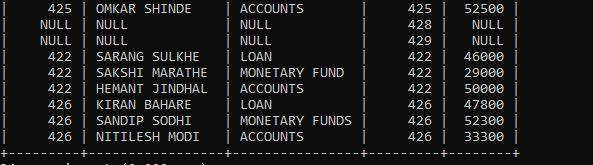 | 425 | OMKAR SHINDE | ACCOUNTS | 425 | 52500 |
| NULL | NULL | NULL | 428 | NULL |
| NULL | NULL | NULL | 429 | NULL |
| 422 | SARANG SULKHE | LOAN | 422 | 46000 |
| 422 | SAKSHI MARATHE | MONETARY FUND | 422 | 29000 |
| 422 | HEMANT JINDHAL | ACCOUNTS | 422 | 50000 |
| 426 | KIRAN BAHARE | LOAN | 426 | 47800 |
| 426 | SANDIP SODHI | MONETARY FUNDS | 426 | 52300 |
| 426 | NITILESH MODI | ACCOUNTS | 426 | 33300 |
+---------+----------------+----------------+--------+--------+